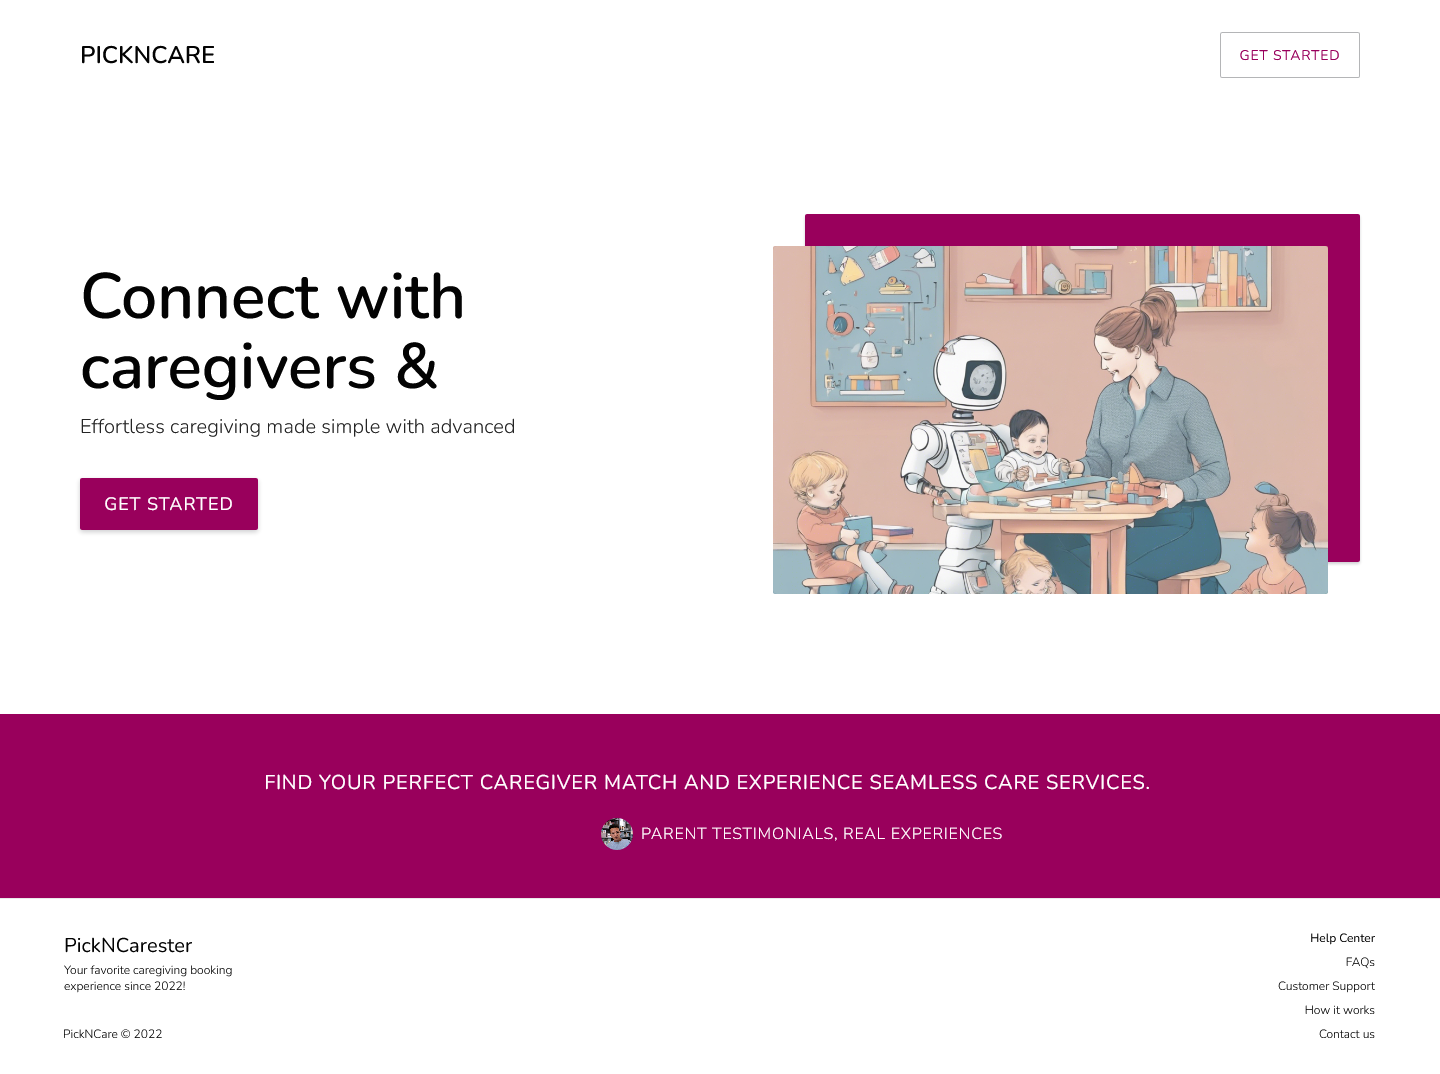 PICKNCARE
GET STARTED
Connect with
caregivers &
Effortless caregiving made simple with advanced
GET STARTED
FIND YOUR PERFECT CAREGIVER MATCH AND EXPERIENCE SEAMLESS CARE SERVICES.
PARENT TESTIMONIALS, REAL EXPERIENCES
PickNCarester
Your favorite caregiving booking
experience since 2022!
PickNCare © 2022
Help Center
FAQs
Customer Support
How it works
Contact us